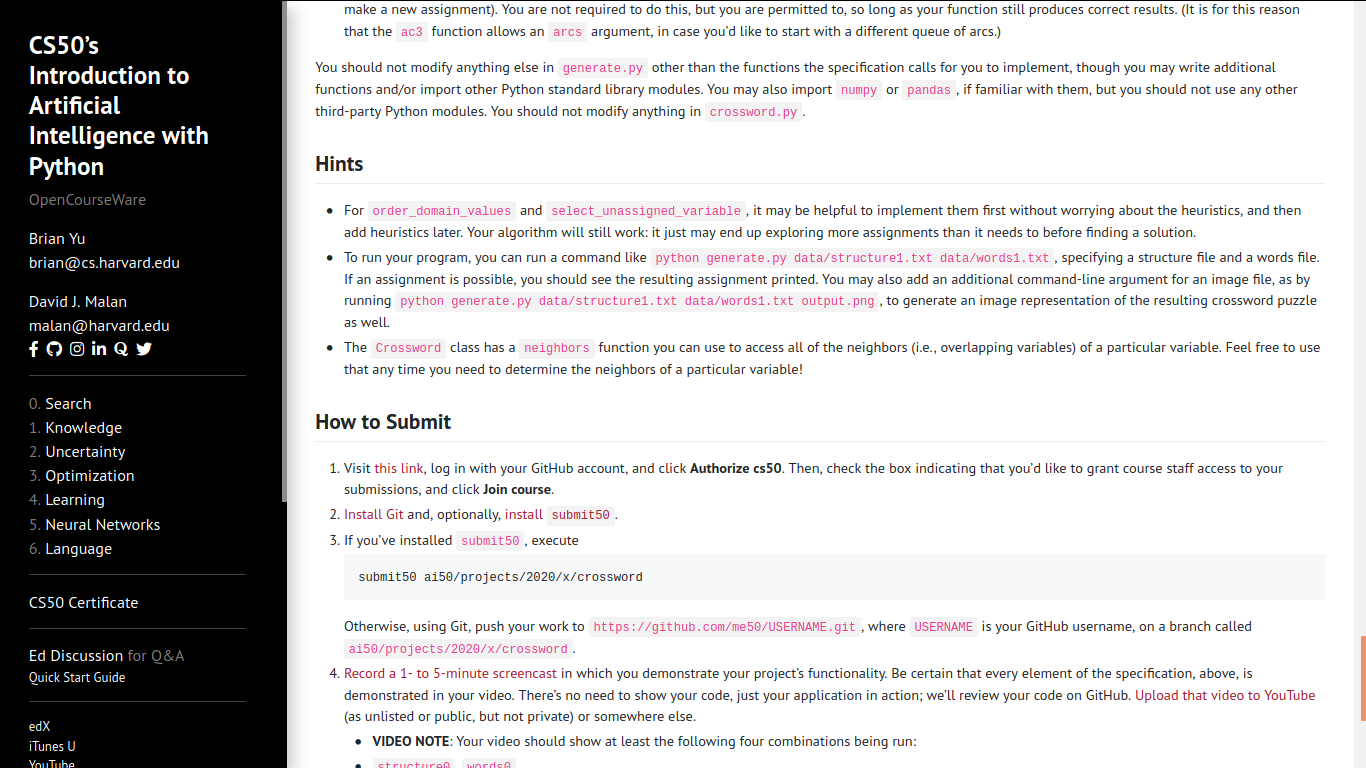 CS50’s
Introduction to
Artificial
Intelligence with
Python
OpenCourseWare
Brian Yu
brian@cs.harvard.edu
David J. Malan
malan@harvard.edu
0. Search
1. Knowledge
2. Uncertainty
3. Optimization
4. Learning
5. Neural Networks
6. Language
CS50 Certificate
Ed Discussion for Q&A
Quick Start Guide
edX
iTunes U
YouTube
make a new assignment). You are not required to do this, but you are permitted to, so long as your function still produces correct results. (It is for this reason
that the ac3 function allows an arcs argument, in case you’d like to start with a different queue of arcs.)
You should not modify anything else in generate.py other than the functions the specification calls for you to implement, though you may write additional
functions and/or import other Python standard library modules. You may also import numpy or pandas, if familiar with them, but you should not use any other
third-party Python modules. You should not modify anything in crossword.py.
Hints
• For order_domain_values and select_unassigned_variable, it may be helpful to implement them first without worrying about the heuristics, and then
add heuristics later. Your algorithm will still work: it just may end up exploring more assignments than it needs to before finding a solution.
• To run your program, you can run a command like python generate.py data/structure1.txt data/words1.txt, specifying a structure file and a words file.
If an assignment is possible, you should see the resulting assignment printed. You may also add an additional command-line argument for an image file, as by
running python generate.py data/structure1.txt data/words1.txt output.png, to generate an image representation of the resulting crossword puzzle
as well.
• The Crossword class has a neighbors function you can use to access all of the neighbors (i.e., overlapping variables) of a particular variable. Feel free to use
that any time you need to determine the neighbors of a particular variable!
How to Submit
1. Visit this link, log in with your GitHub account, and click Authorize cs50. Then, check the box indicating that you’d like to grant course staff access to your
submissions, and click Join course.
2. Install Git and, optionally, install submit50.
3. If you’ve installed submit50, execute
submit50 ai50/projects/2020/x/crossword
Otherwise, using Git, push your work to https://github.com/me50/USERNAME.git, where USERNAME is your GitHub username, on a branch called
ai50/projects/2020/x/crossword.
4. Record a 1- to 5-minute screencast in which you demonstrate your project’s functionality. Be certain that every element of the specification, above, is
demonstrated in your video. There’s no need to show your code, just your application in action; we’ll review your code on GitHub. Upload that video to YouTube
(as unlisted or public, but not private) or somewhere else.
• VIDEO NOTE: Your video should show at least the following four combinations being run:
• structure0 words0